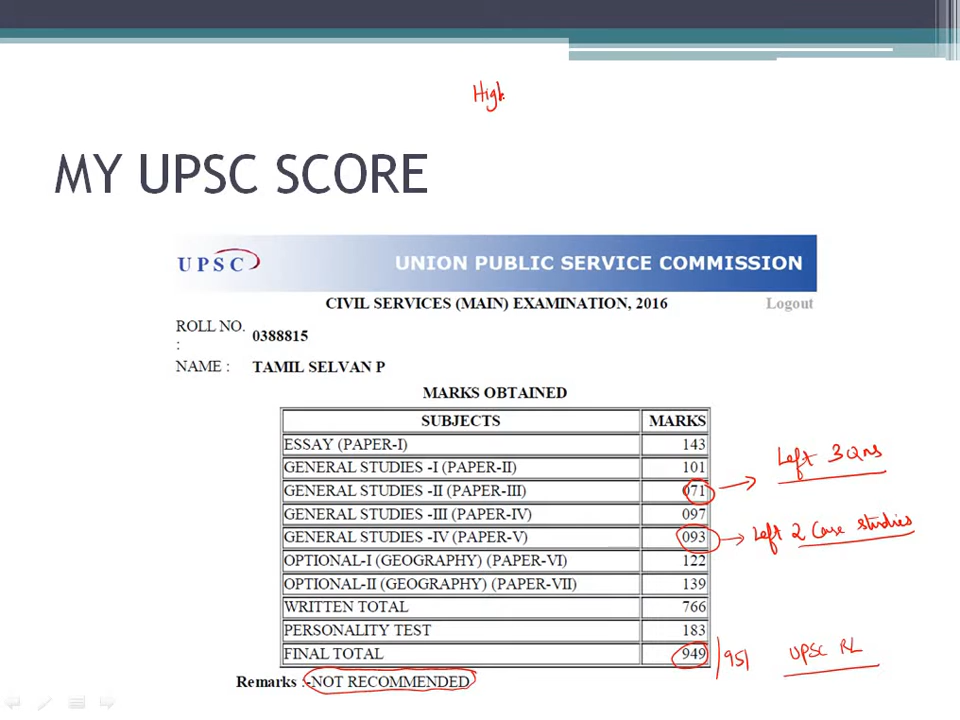 High
MY UPSC SCORE
UPSC
UNION PUBLIC SERVICE COMMISSION
CIVIL SERVICES (MAIN) EXAMINATION, 2016
Logout
ROLL NO. : 0388815
NAME : TAMIL SELVAN P
MARKS OBTAINED
SUBJECTS MARKS
ESSAY (PAPER-I) 143
GENERAL STUDIES -I (PAPER-II) 101
GENERAL STUDIES -II (PAPER-III) 071 Left 3 Qns
GENERAL STUDIES -III (PAPER-IV) 097
GENERAL STUDIES -IV (PAPER-V) 093 Left 2 Case studies
OPTIONAL-I (GEOGRAPHY) (PAPER-VI) 122
OPTIONAL-II (GEOGRAPHY) (PAPER-VII) 139
WRITTEN TOTAL 766
PERSONALITY TEST 183
FINAL TOTAL 949 /951 UPSC RL
Remarks :-NOT RECOMMENDED